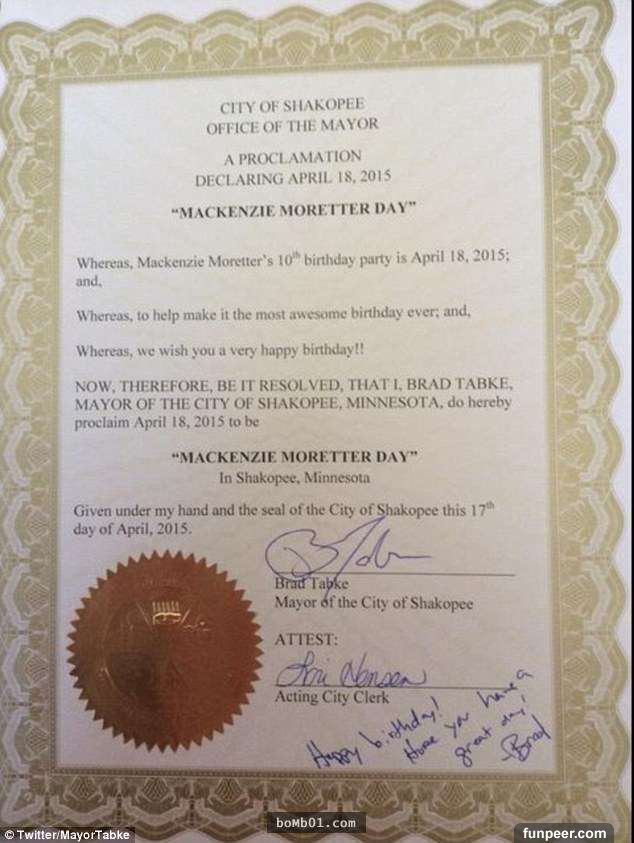 CITY OF SHAKOPEE
OFFICE OF THE MAYOR
A PROCLAMATION
DECLARING APRIL 18, 2015
“MACKENZIE MORETTER DAY”
Whereas, Mackenzie Moretter's 10th birthday party is April 18, 2015;
and,
Whereas, to help make it the most awesome birthday ever; and,
Whereas, we wish you a very happy birthday!!
NOW, THEREFORE, BE IT RESOLVED, THAT I, BRAD TABKE,
MAYOR OF THE CITY OF SHAKOPEE, MINNESOTA, do hereby
proclaim April 18, 2015 to be
“MACKENZIE MORETTER DAY”
In Shakopee, Minnesota
Given under my hand and the seal of the City of Shakopee this 17th
day of April, 2015.
Brad Tabke
Mayor of the City of Shakopee
ATTEST:
Lori Hensen
Acting City Clerk
Happy birthday!
Hope you have a
great day!
Brad
© Twitter/MayorTabke
boMb01.com
funpeer.com